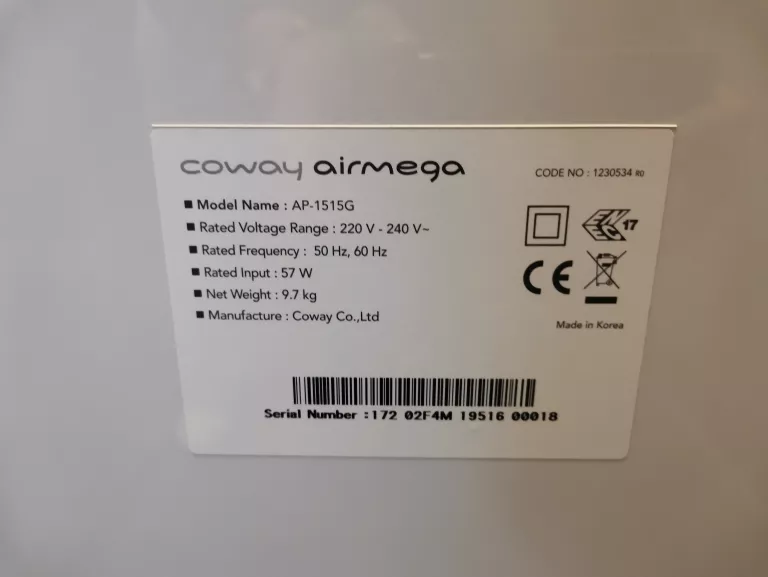 coway airmega
CODE NO : 1230534 R0
■ Model Name : AP-1515G
■ Rated Voltage Range : 220 V - 240 V~
■ Rated Frequency : 50 Hz, 60 Hz
■ Rated Input : 57 W
■ Net Weight : 9.7 kg
■ Manufacture : Coway Co.,Ltd
17
CE
Made in Korea
Serial Number :172 02F4M 19516 00018